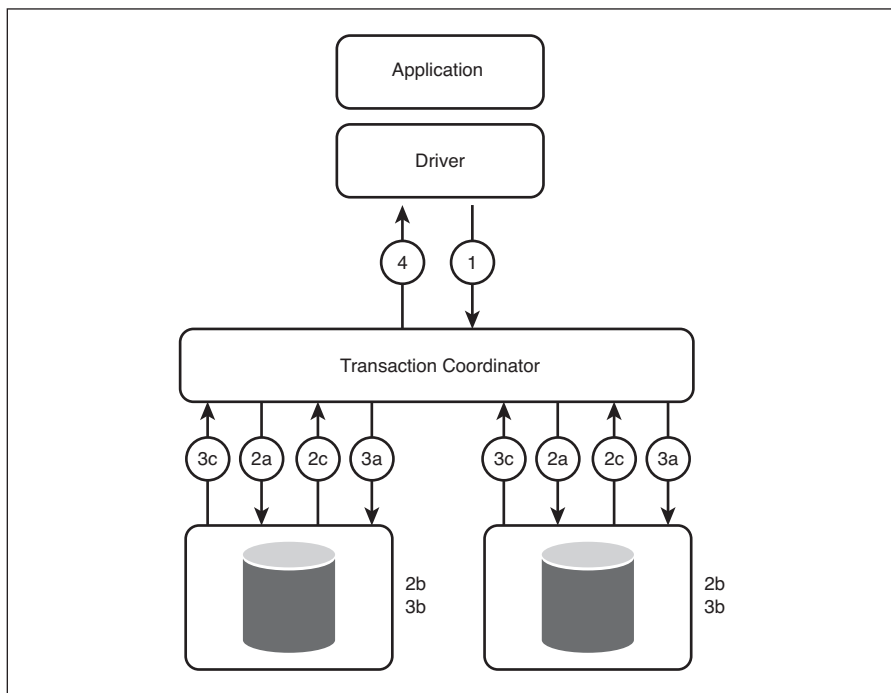 Application
Driver
4 1
Transaction Coordinator
3c 2a 2c 3a 3c 2a 2c 3a
2b 2b
3b 3b